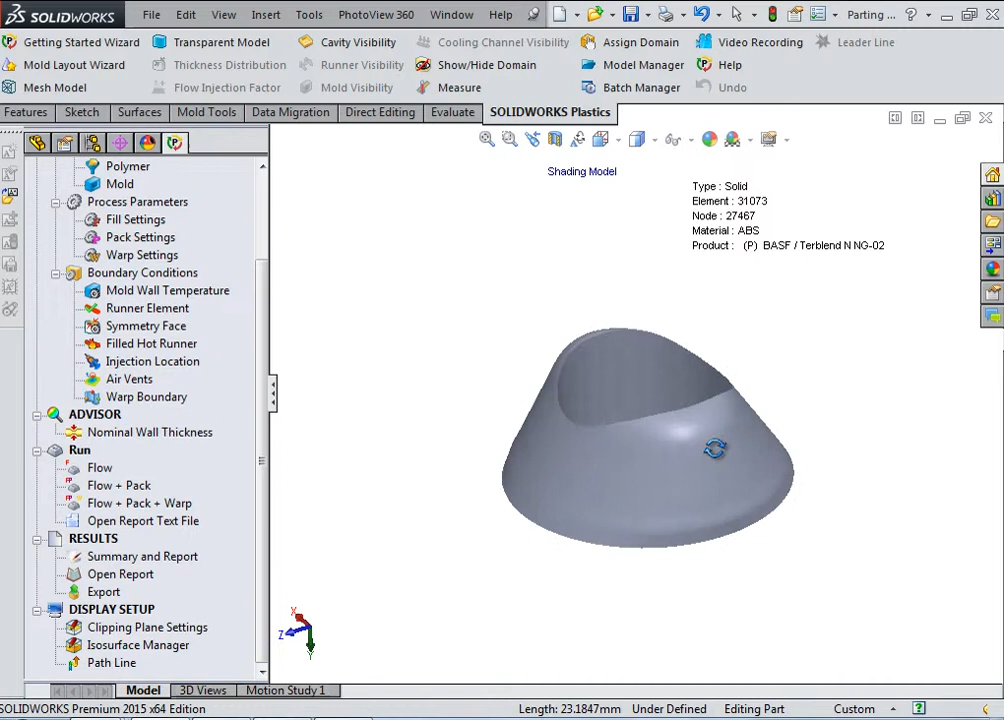 SOLIDWORKS File Edit View Insert Tools PhotoView 360 Window Help Parting ...
Getting Started Wizard Transparent Model Cavity Visibility Cooling Channel Visibility Assign Domain Video Recording Leader Line
Mold Layout Wizard Thickness Distribution Runner Visibility Show/Hide Domain Model Manager Help
Mesh Model Flow Injection Factor Mold Visibility Measure Batch Manager Undo
Features Sketch Surfaces Mold Tools Data Migration Direct Editing Evaluate SOLIDWORKS Plastics
Shading Model
Type : Solid
Element : 31073
Node : 27467
Material : ABS
Product : (P) BASF / Terblend N NG-02
Polymer
Mold
Process Parameters
Fill Settings
Pack Settings
Warp Settings
Boundary Conditions
Mold Wall Temperature
Runner Element
Symmetry Face
Filled Hot Runner
Injection Location
Air Vents
Warp Boundary
ADVISOR
Nominal Wall Thickness
Run
Flow
Flow + Pack
Flow + Pack + Warp
Open Report Text File
RESULTS
Summary and Report
Open Report
Export
DISPLAY SETUP
Clipping Plane Settings
Isosurface Manager
Path Line
X
Z
Y
Model 3D Views Motion Study 1
SOLIDWORKS Premium 2015 x64 Edition Length: 23.1847mm Under Defined Editing Part Custom